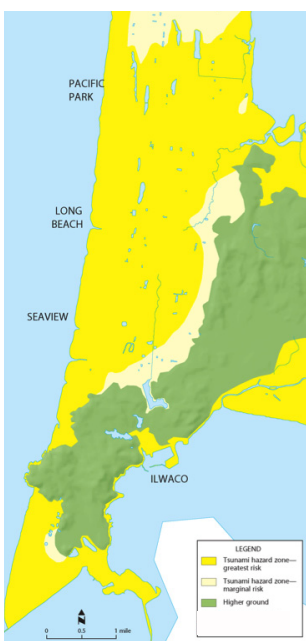 PACIFIC
PARK
LONG
BEACH
SEAVIEW
ILWACO
LEGEND
Tsunami hazard zone—
greatest risk
Tsunami hazard zone—
marginal risk
Higher ground
0 0.5 1 mile